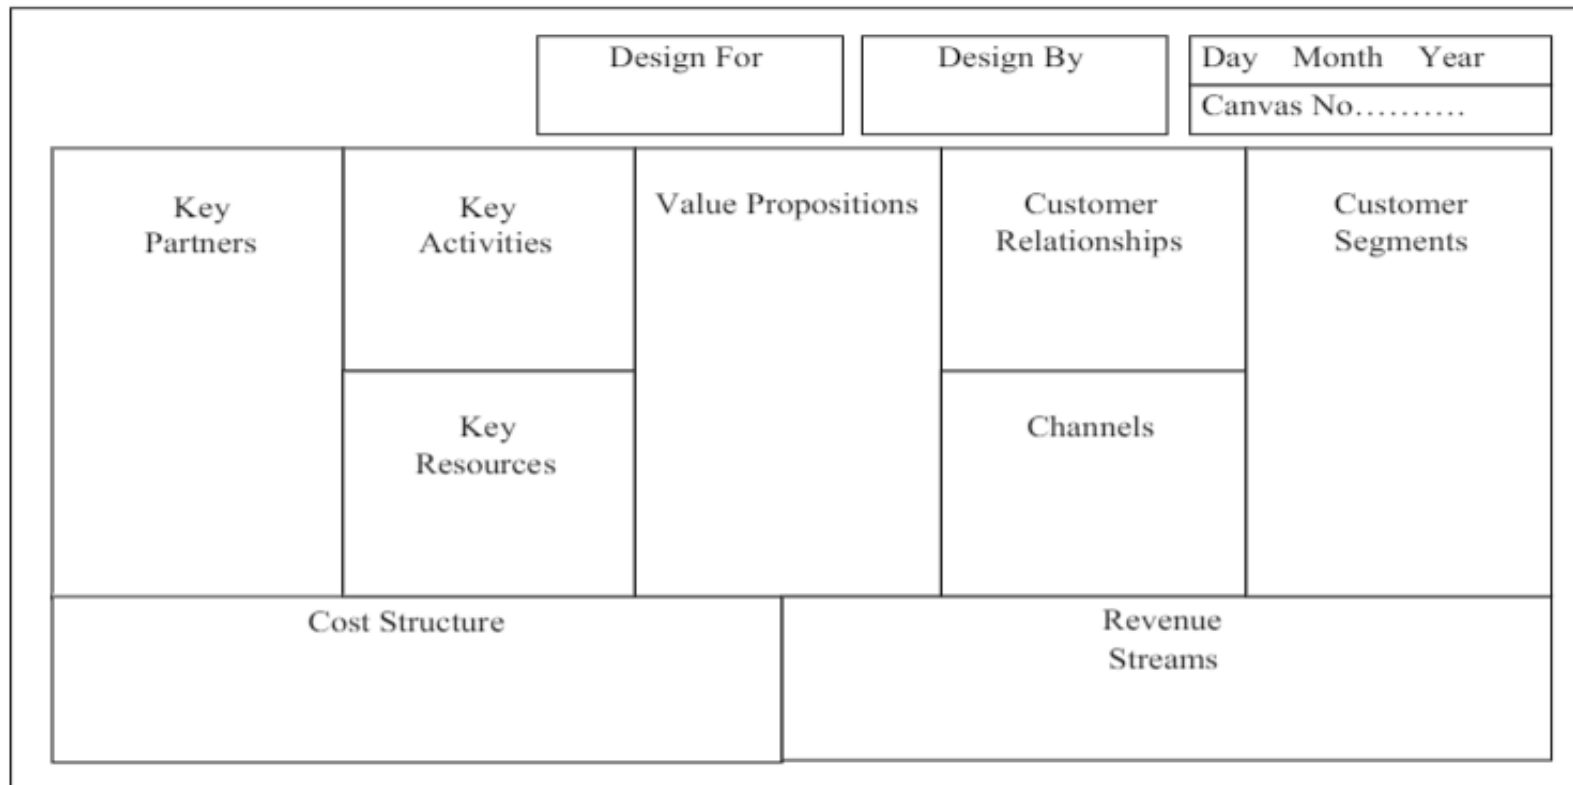 Design For
Design By
Day Month Year
Canvas No..........
Key
Partners
Key
Activities
Value Propositions
Customer
Relationships
Customer
Segments
Key
Resources
Channels
Cost Structure
Revenue
Streams